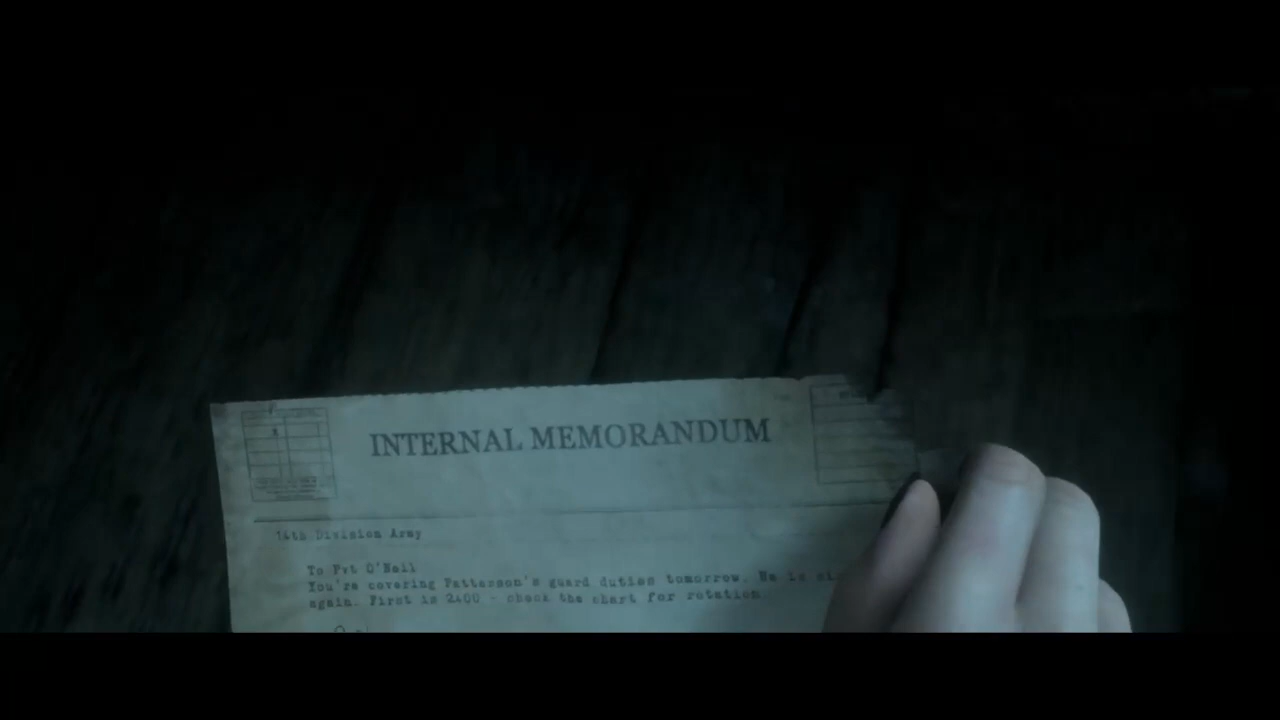 INTERNAL MEMORANDUM
14th Division Army
To Pvt O'Neil
You're covering Patterson's guard duties tomorrow. He is
again. First is 2400 - check the chart for rotation.